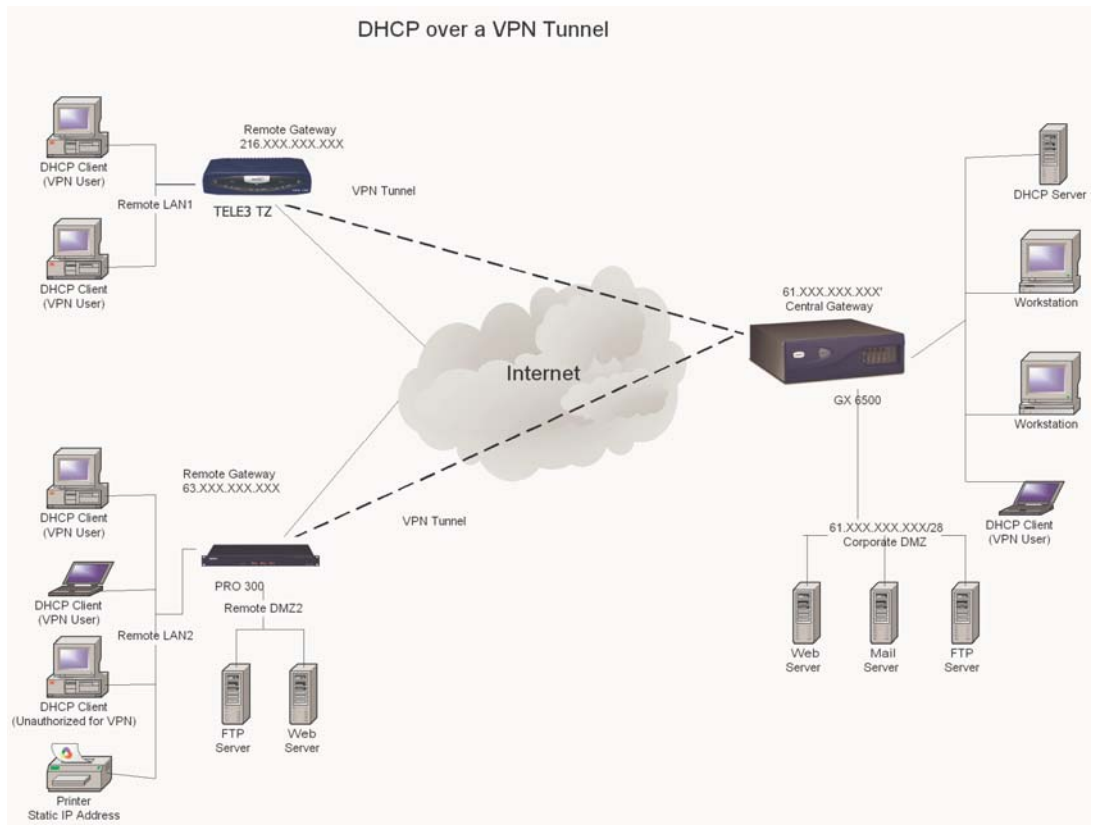 DHCP over a VPN Tunnel
DHCP Client
(VPN User)
Remote LAN1
DHCP Client
(VPN User)
Remote Gateway
216.XXX.XXX.XXX
TELE3 TZ
VPN Tunnel
Internet
61.XXX.XXX.XXX'
Central Gateway
GX 6500
DHCP Server
Workstation
Workstation
DHCP Client
(VPN User)
61.XXX.XXX.XXX/28
Corporate DMZ
Web
Server
Mail
Server
FTP
Server
VPN Tunnel
Remote Gateway
63.XXX.XXX.XXX
PRO 300
Remote DMZ2
FTP
Server
Web
Server
DHCP Client
(VPN User)
DHCP Client
(VPN User)
Remote LAN2
DHCP Client
(Unauthorized for VPN)
Printer
Static IP Address